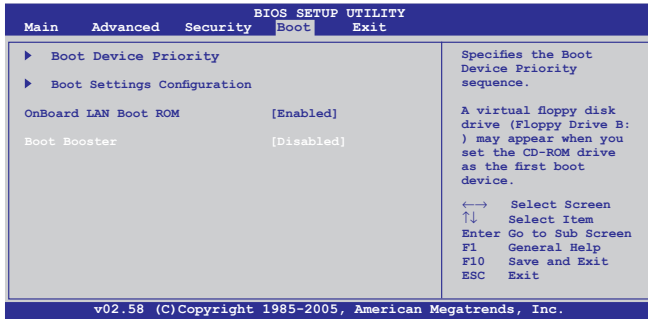 BIOS SETUP UTILITY
Main Advanced Security Boot Exit
Boot Device Priority
Boot Settings Configuration
OnBoard LAN Boot ROM [Enabled]
Boot Booster [Disabled]
Specifies the Boot
Device Priority
sequence.
A virtual floppy disk
drive (Floppy Drive B:
) may appear when you
set the CD-ROM drive
as the first boot
device.
←→ Select Screen
↑↓ Select Item
Enter Go to Sub Screen
F1 General Help
F10 Save and Exit
ESC Exit
v02.58 (C)Copyright 1985-2005, American Megatrends, Inc.